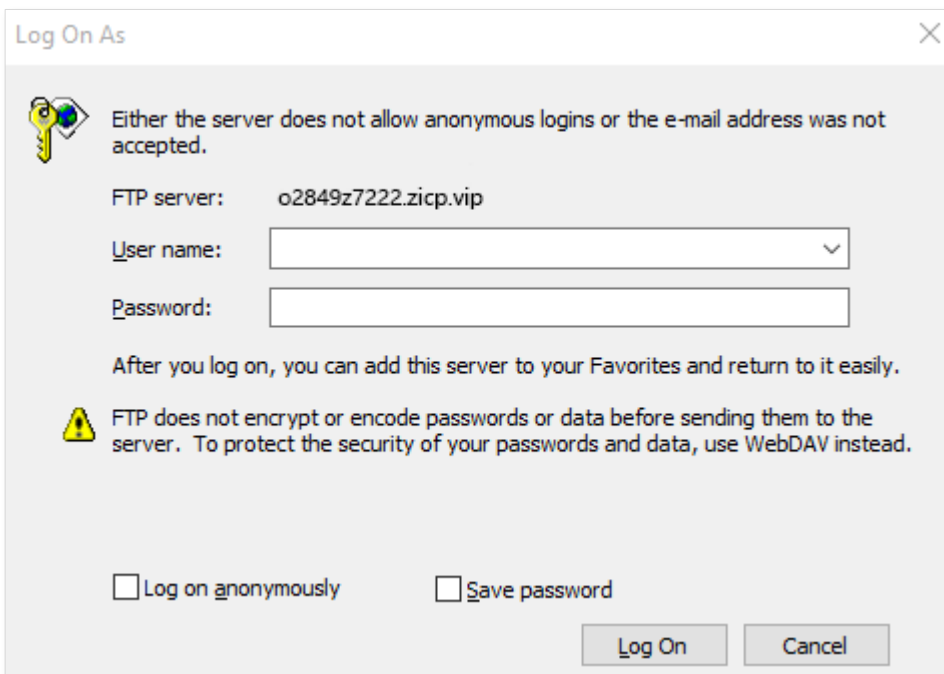 Log On As
Either the server does not allow anonymous logins or the e-mail address was not
accepted.
FTP server: o2849z7222.zicp.vip
User name:
Password:
After you log on, you can add this server to your Favorites and return to it easily.
FTP does not encrypt or encode passwords or data before sending them to the
server. To protect the security of your passwords and data, use WebDAV instead.
Log on anonymously Save password
Log On Cancel